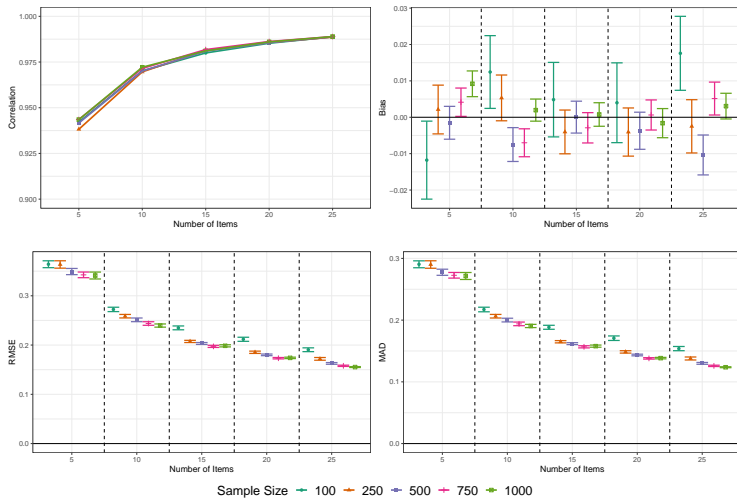 1.000
0.975
0.950
0.925
0.900
Correlation
5 10 15 20 25
Number of Items
0.03
0.02
0.01
0.00
−0.01
−0.02
Bias
5 10 15 20 25
Number of Items
0.3
0.2
0.1
0.0
RMSE
5 10 15 20 25
Number of Items
0.3
0.2
0.1
0.0
MAD
5 10 15 20 25
Number of Items
Sample Size 100 250 500 750 1000